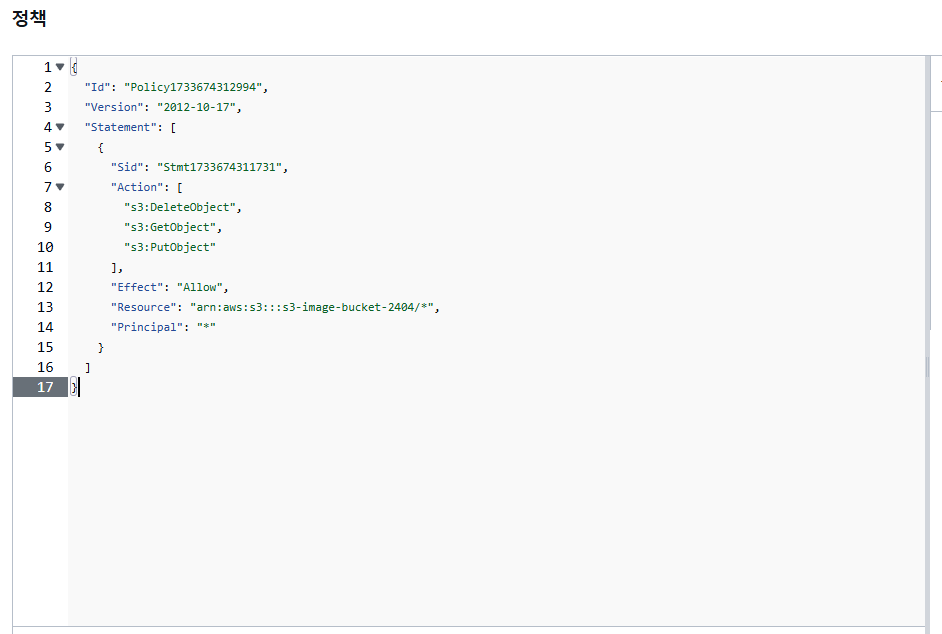 정책
1 {
2 "Id": "Policy1733674312994",
3 "Version": "2012-10-17",
4 "Statement": [
5 {
6 "Sid": "Stmt1733674311731",
7 "Action": [
8 "s3:DeleteObject",
9 "s3:GetObject",
10 "s3:PutObject"
11 ],
12 "Effect": "Allow",
13 "Resource": "arn:aws:s3:::s3-image-bucket-2404/*",
14 "Principal": "*"
15 }
16 ]
17 }